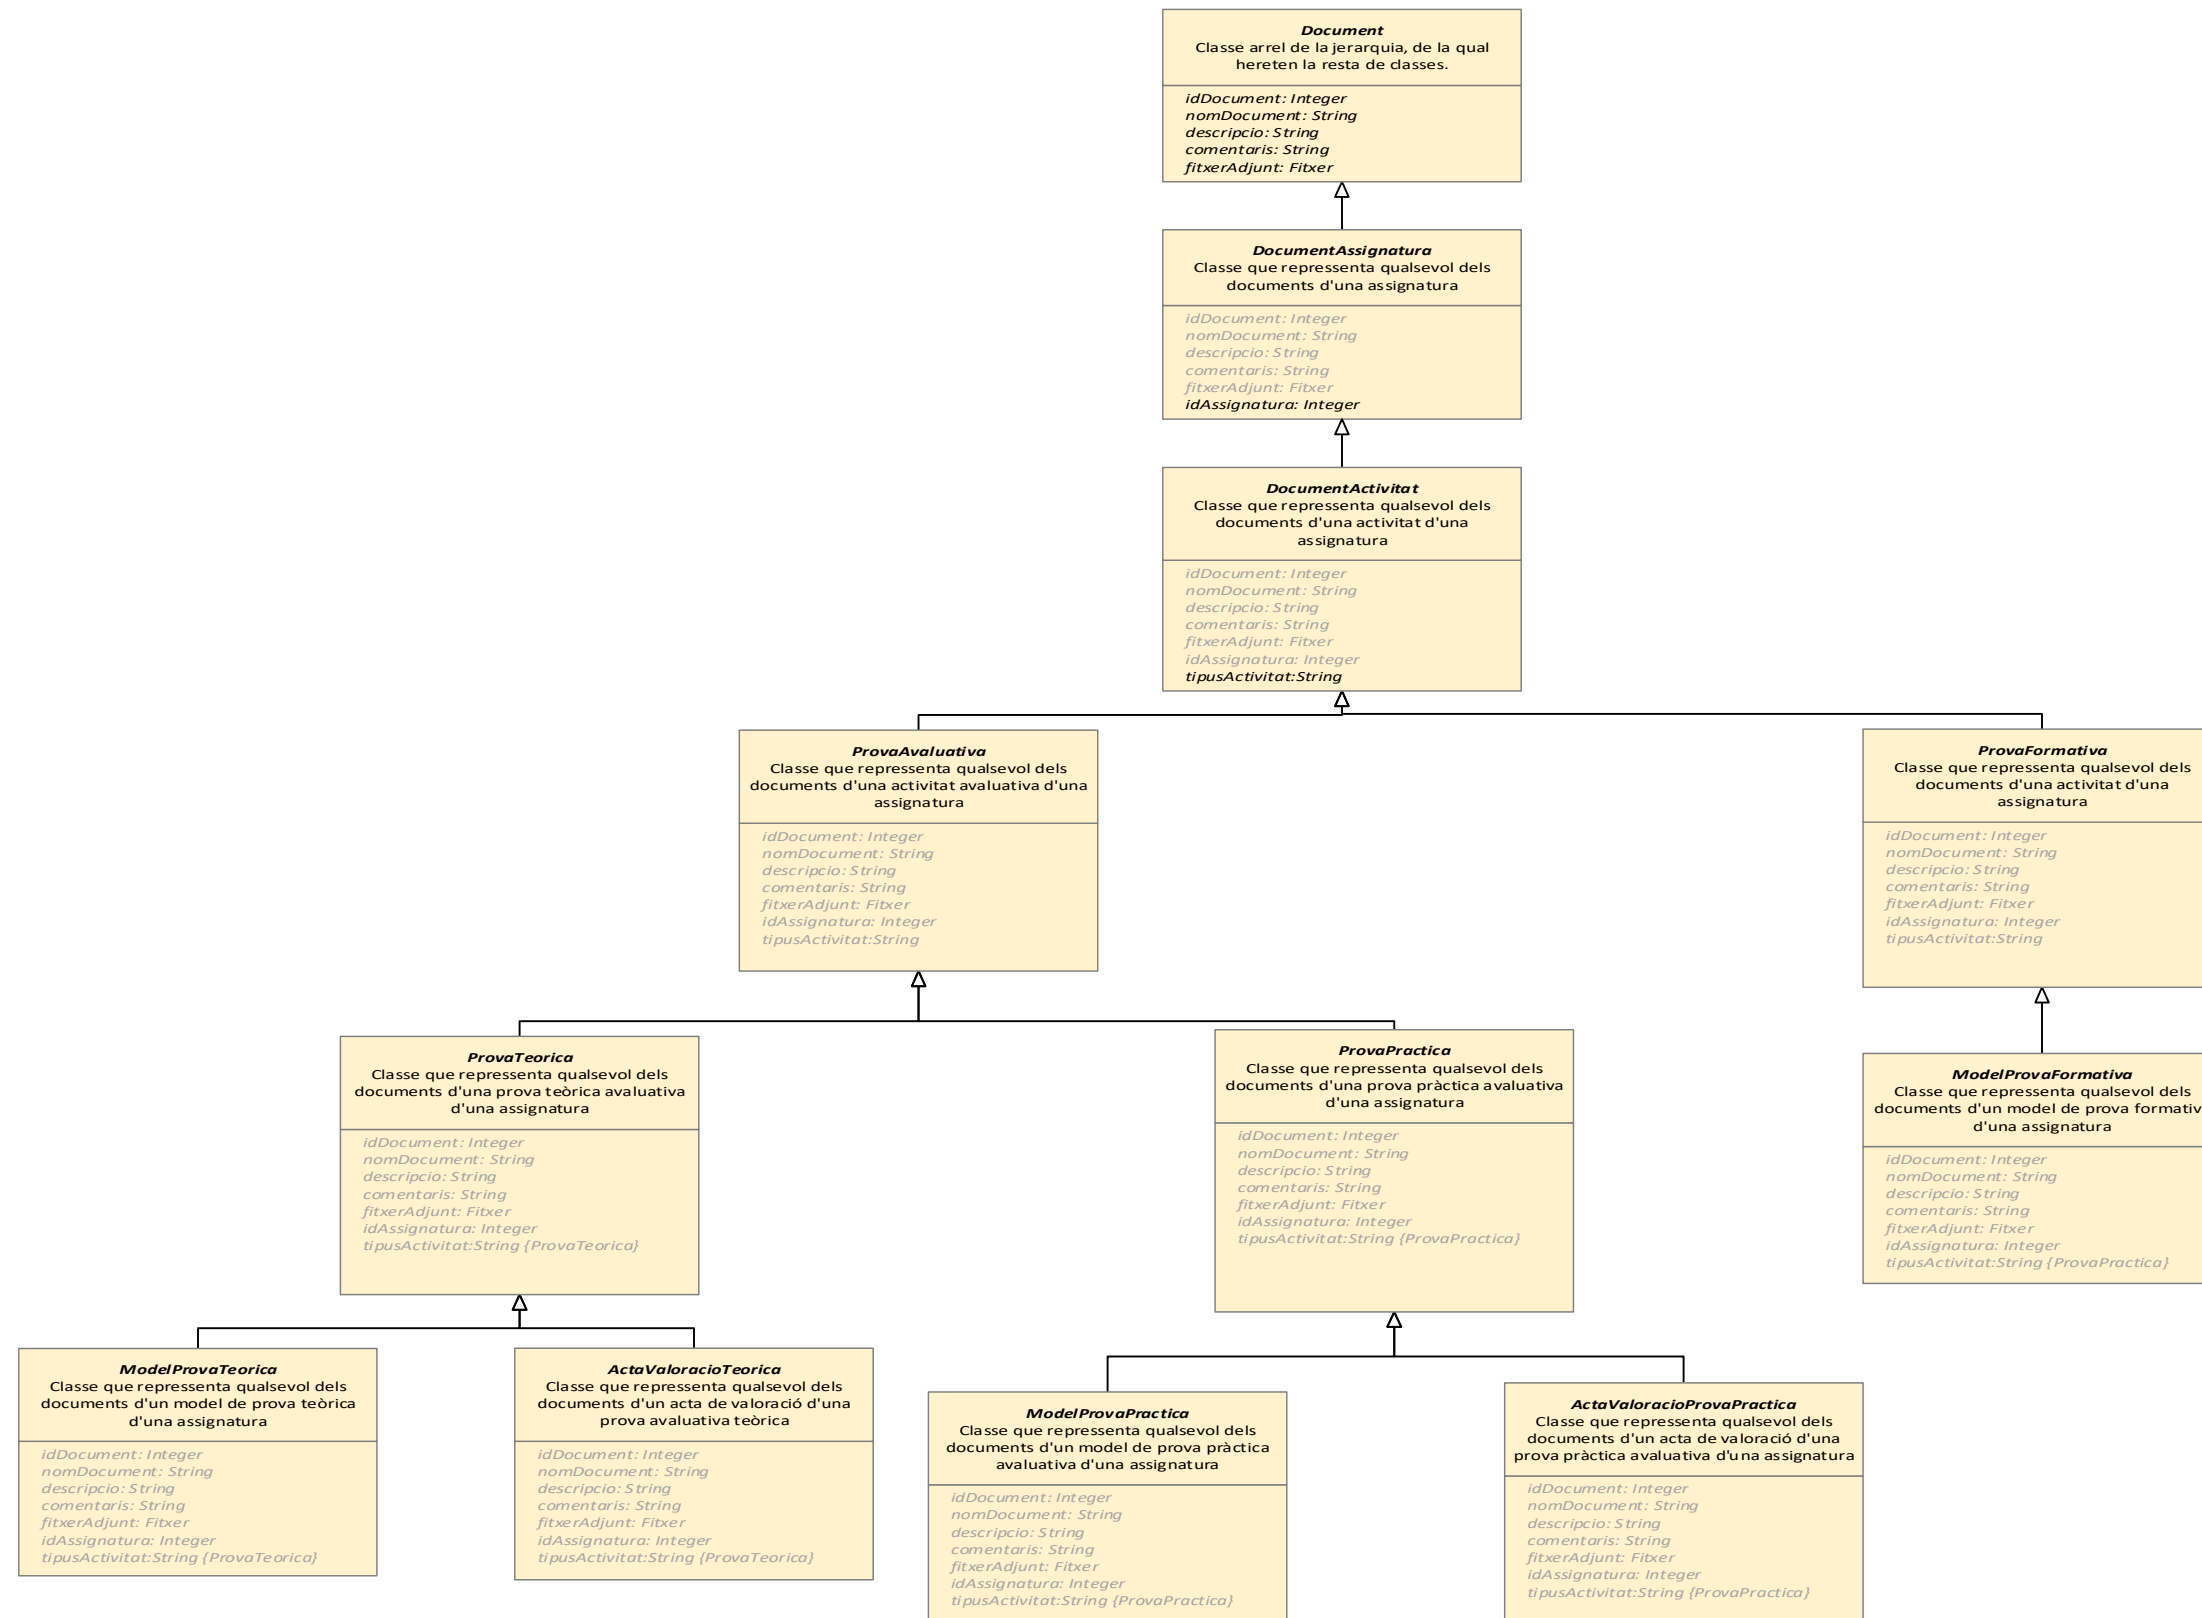 Document
Classe arrel de la jerarquia, de la qual
hereten la resta de classes.
idDocument: Integer
nomDocument: String
descripcio: String
comentaris: String
fitxerAdjunt: Fitxer
DocumentAssignatura
Classe que repressenta qualsevol dels
documents d'una assignatura
idDocument: Integer
nomDocument: String
descripcio: String
comentaris: String
fitxerAdjunt: Fitxer
idAssignatura: Integer
DocumentActivitat
Classe que repressenta qualsevol dels
documents d'una activitat d'una
assignatura
idDocument: Integer
nomDocument: String
descripcio: String
comentaris: String
fitxerAdjunt: Fitxer
idAssignatura: Integer
tipusActivitat:String
ProvaAvaluativa
Classe que repressenta qualsevol dels
documents d'una activitat avaluativa d'una
assignatura
idDocument: Integer
nomDocument: String
descripcio: String
comentaris: String
fitxerAdjunt: Fitxer
idAssignatura: Integer
tipusActivitat:String
ProvaFormativa
Classe que repressenta qualsevol dels
documents d'una activitat d'una
assignatura
idDocument: Integer
nomDocument: String
descripcio: String
comentaris: String
fitxerAdjunt: Fitxer
idAssignatura: Integer
tipusActivitat:String
ProvaTeorica
Classe que repressenta qualsevol dels
documents d'una prova teòrica avaluativa
d'una assignatura
idDocument: Integer
nomDocument: String
descripcio: String
comentaris: String
fitxerAdjunt: Fitxer
idAssignatura: Integer
tipusActivitat:String {ProvaTeorica}
ProvaPractica
Classe que repressenta qualsevol dels
documents d'una prova pràctica avaluativa
d'una assignatura
idDocument: Integer
nomDocument: String
descripcio: String
comentaris: String
fitxerAdjunt: Fitxer
idAssignatura: Integer
tipusActivitat:String {ProvaPractica}
ModelProvaFormativa
Classe que repressenta qualsevol dels
documents d'un model de prova formativ
d'una assignatura
idDocument: Integer
nomDocument: String
descripcio: String
comentaris: String
fitxerAdjunt: Fitxer
idAssignatura: Integer
tipusActivitat:String {ProvaPractica}
ModelProvaTeorica
Classe que repressenta qualsevol dels
documents d'un model de prova teòrica
d'una assignatura
idDocument: Integer
nomDocument: String
descripcio: String
comentaris: String
fitxerAdjunt: Fitxer
idAssignatura: Integer
tipusActivitat:String {ProvaTeorica}
ActaValoracioTeorica
Classe que repressenta qualsevol dels
documents d'un acta de valoració d'una
prova avaluativa teòrica
idDocument: Integer
nomDocument: String
descripcio: String
comentaris: String
fitxerAdjunt: Fitxer
idAssignatura: Integer
tipusActivitat:String {ProvaTeorica}
ModelProvaPractica
Classe que repressenta qualsevol dels
documents d'un model de prova pràctica
avaluativa d'una assignatura
idDocument: Integer
nomDocument: String
descripcio: String
comentaris: String
fitxerAdjunt: Fitxer
idAssignatura: Integer
tipusActivitat:String {ProvaPractica}
ActaValoracioProvaPractica
Classe que repressenta qualsevol dels
documents d'un acta de valoració d'una
prova pràctica avaluativa d'una assignatura
idDocument: Integer
nomDocument: String
descripcio: String
comentaris: String
fitxerAdjunt: Fitxer
idAssignatura: Integer
tipusActivitat:String {ProvaPractica}